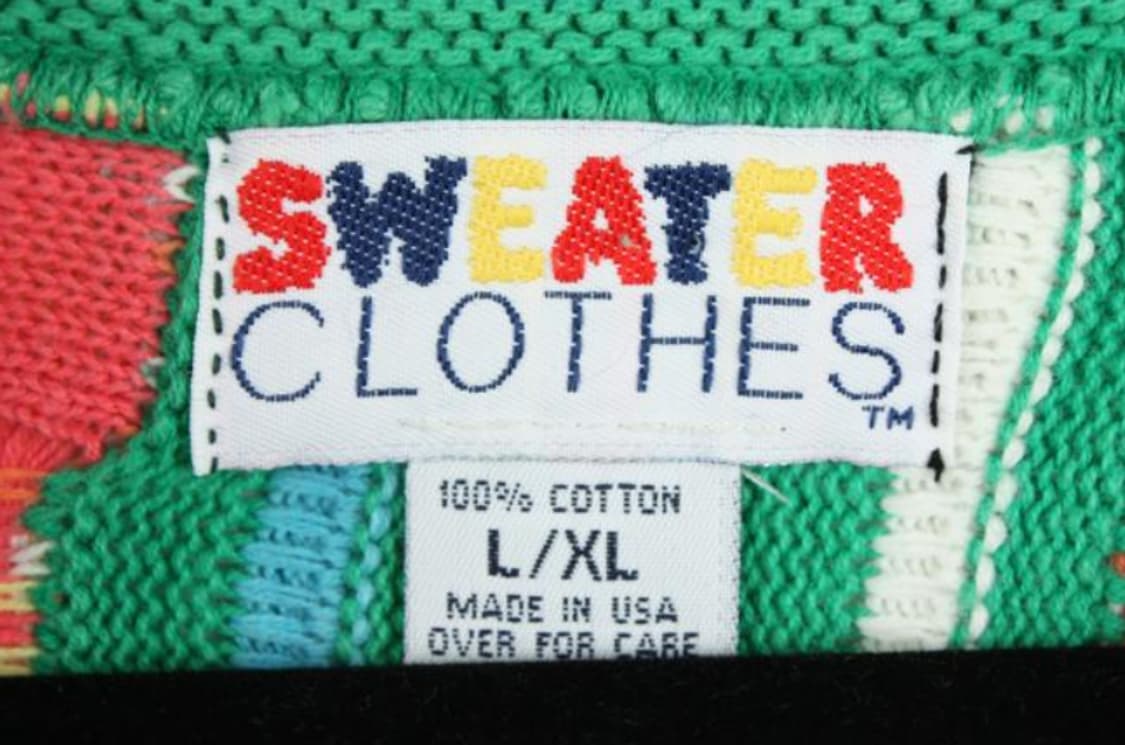 SWEATER
CLOTHES
TM
100% COTTON
L/XL
MADE IN USA
OVER FOR CARE